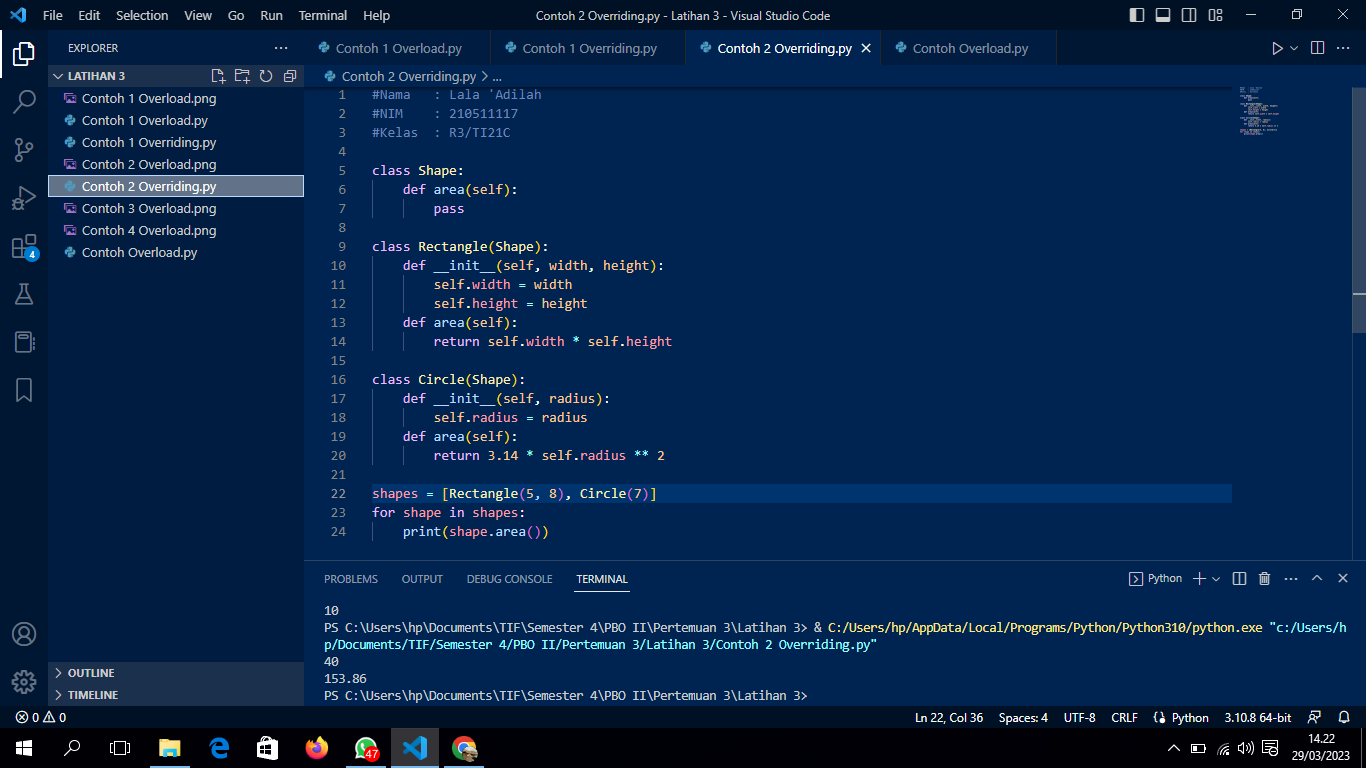 File Edit Selection View Go Run Terminal Help
Contoh 2 Overriding.py - Latihan 3 - Visual Studio Code
EXPLORER
LATIHAN 3
Contoh 1 Overload.png
Contoh 1 Overload.py
Contoh 1 Overriding.py
Contoh 2 Overload.png
Contoh 2 Overriding.py
Contoh 3 Overload.png
Contoh 4 Overload.png
Contoh Overload.py
4
OUTLINE
TIMELINE
Contoh 1 Overload.py Contoh 1 Overriding.py Contoh 2 Overriding.py Contoh Overload.py
Contoh 2 Overriding.py > ...
1 #Nama : Lala 'Adilah
2 #NIM : 210511117
3 #Kelas : R3/TI21C
4
5 class Shape:
6 def area(self):
7 pass
8
9 class Rectangle(Shape):
10 def __init__(self, width, height):
11 self.width = width
12 self.height = height
13 def area(self):
14 return self.width * self.height
15
16 class Circle(Shape):
17 def __init__(self, radius):
18 self.radius = radius
19 def area(self):
20 return 3.14 * self.radius ** 2
21
22 shapes = [Rectangle(5, 8), Circle(7)]
23 for shape in shapes:
24 print(shape.area())
PROBLEMS OUTPUT DEBUG CONSOLE TERMINAL
Python
10
PS C:\Users\hp\Documents\TIF\Semester 4\PBO II\Pertemuan 3\Latihan 3> & C:/Users/hp/AppData/Local/Programs/Python/Python310/python.exe "c:/Users/h
p/Documents/TIF/Semester 4/PBO II/Pertemuan 3/Latihan 3/Contoh 2 Overriding.py"
40
153.86
PS C:\Users\hp\Documents\TIF\Semester 4\PBO II\Pertemuan 3\Latihan 3>
0 0
Ln 22, Col 36 Spaces: 4 UTF-8 CRLF Python 3.10.8 64-bit
47
14.22
29/03/2023